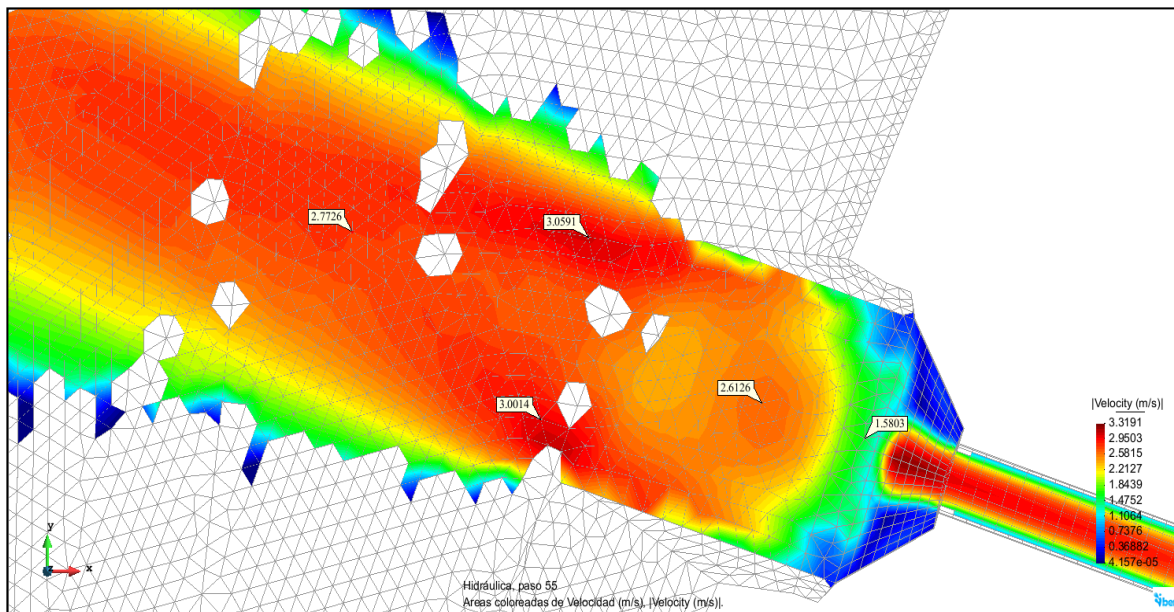 2.7726
3.0591
3.0014
2.6126
1.5803
|Velocity (m/s)|
3.3191
2.9503
2.5815
2.2127
1.8439
1.4752
1.1064
0.7376
0.36882
4.157e-05
y
z
x
Hidráulica, paso 55
Areas coloreadas de Velocidad (m/s), |Velocity (m/s)|.